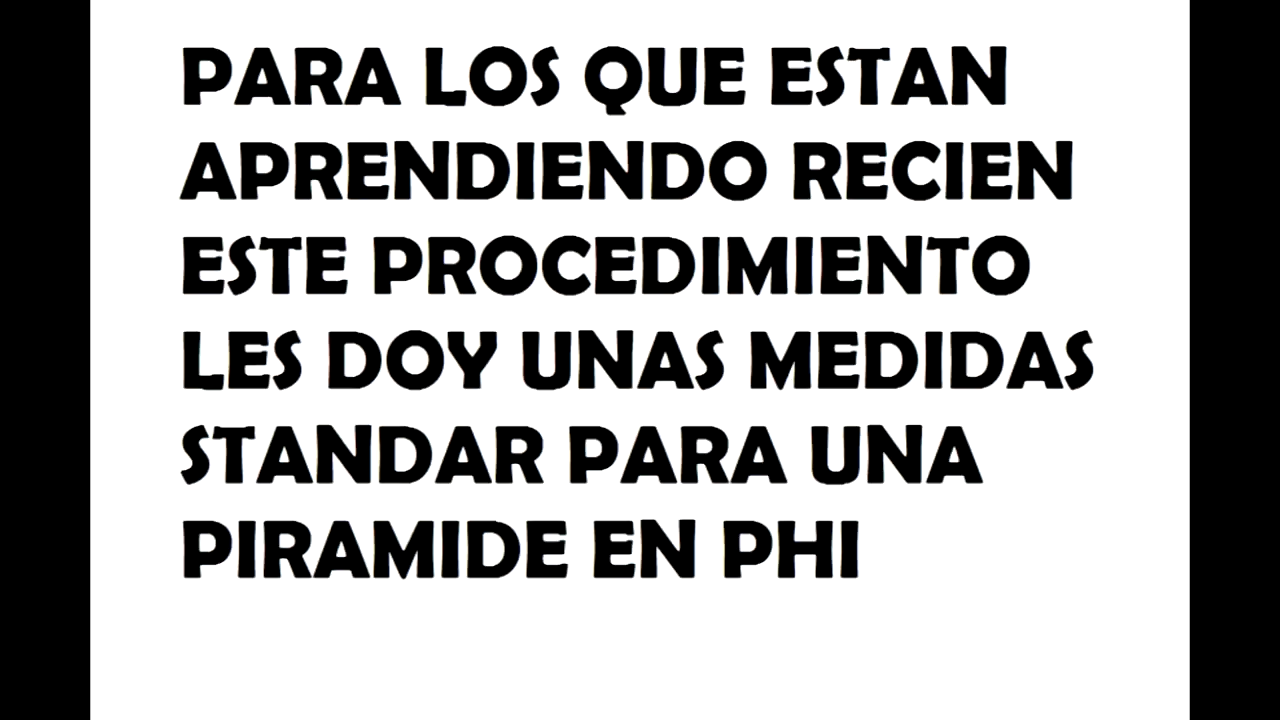 PARA LOS QUE ESTAN
APRENDIENDO RECIEN
ESTE PROCEDIMIENTO
LES DOY UNAS MEDIDAS
STANDAR PARA UNA
PIRAMIDE EN PHI